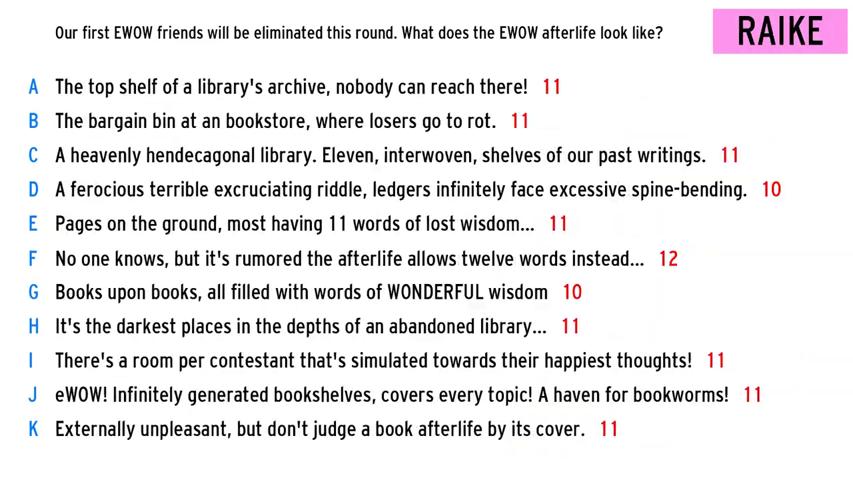 Our first EWOW friends will be eliminated this round. What does the EWOW afterlife look like?
RAIKE
A The top shelf of a library's archive, nobody can reach there! 11
B The bargain bin at an bookstore, where losers go to rot. 11
C A heavenly hendecagonal library. Eleven, interwoven, shelves of our past writings. 11
D A ferocious terrible excruciating riddle, ledgers infinitely face excessive spine-bending. 10
E Pages on the ground, most having 11 words of lost wisdom... 11
F No one knows, but it's rumored the afterlife allows twelve words instead... 12
G Books upon books, all filled with words of WONDERFUL wisdom 10
H It's the darkest places in the depths of an abandoned library... 11
I There's a room per contestant that's simulated towards their happiest thoughts! 11
J eWOW! Infinitely generated bookshelves, covers every topic! A haven for bookworms! 11
K Externally unpleasant, but don't judge a book afterlife by its cover. 11